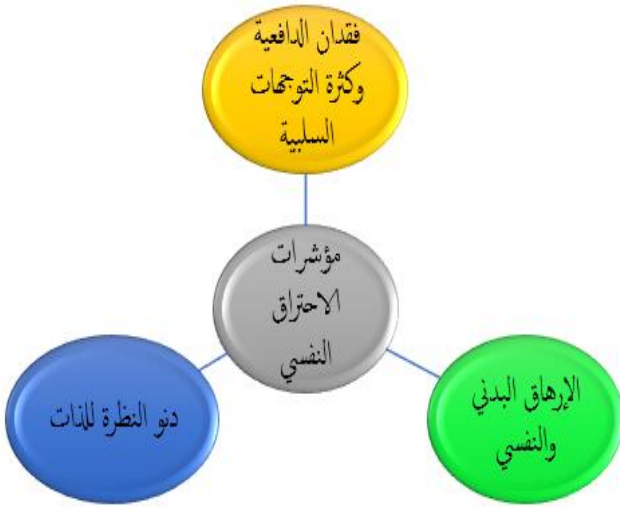 فقدان الدافعية
وكثرة التوجهات
السلبية
مؤشرات
الاحتراق
النفسي
الإرهاق البدني
والنفسي
دنو النظرة للذات